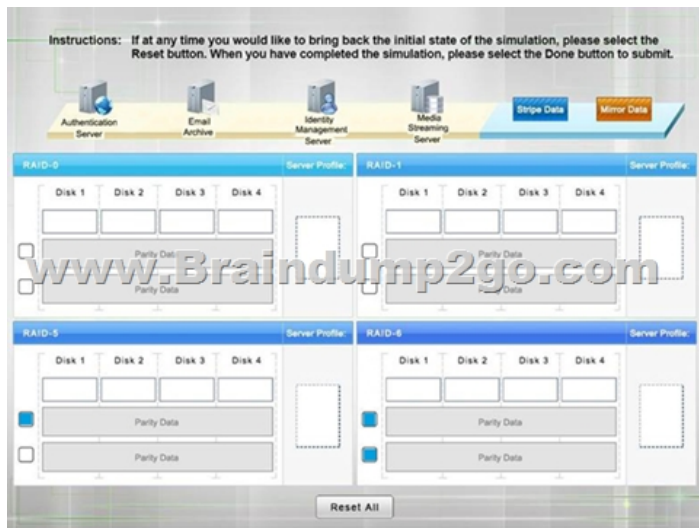 Instructions: If at any time you would like to bring back the initial state of the simulation, please select the
Reset button. When you have completed the simulation, please select the Done button to submit.
Authentication Server
Email Archive
Identity Management Server
Media Streaming Server
Stripe Data
Mirror Data
RAID-0 Server Profile:
Disk 1 Disk 2 Disk 3 Disk 4
Parity Data
Parity Data
RAID-1 Server Profile:
Disk 1 Disk 2 Disk 3 Disk 4
Parity Data
Parity Data
www.Braindump2go.com
RAID-5 Server Profile:
Disk 1 Disk 2 Disk 3 Disk 4
Parity Data
Parity Data
RAID-6 Server Profile:
Disk 1 Disk 2 Disk 3 Disk 4
Parity Data
Parity Data
Reset All